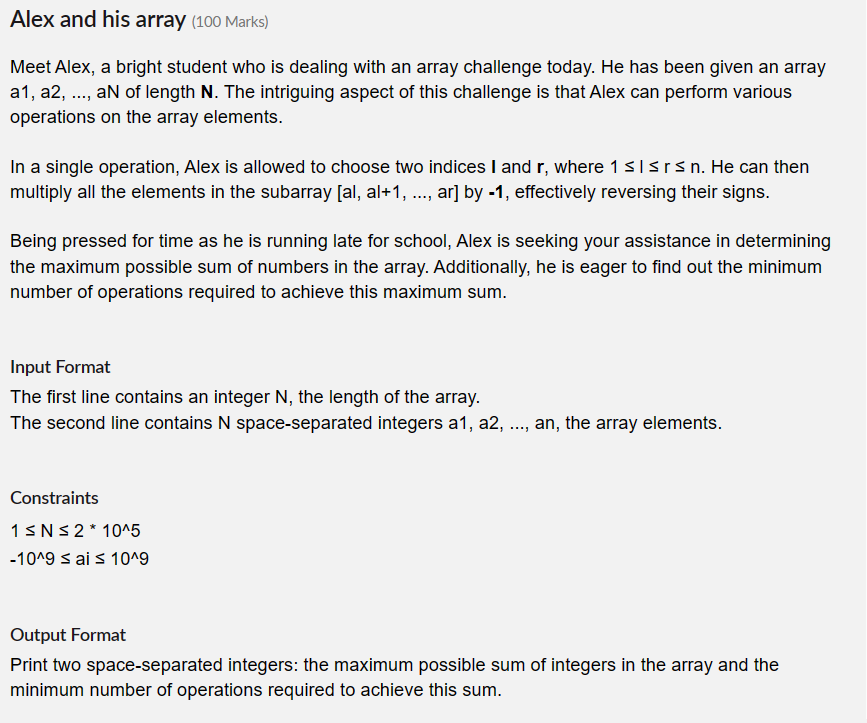 Alex and his array (100 Marks)
Meet Alex, a bright student who is dealing with an array challenge today. He has been given an array
a1, a2, ..., aN of length N. The intriguing aspect of this challenge is that Alex can perform various
operations on the array elements.
In a single operation, Alex is allowed to choose two indices l and r, where 1 ≤ l ≤ r ≤ n. He can then
multiply all the elements in the subarray [al, al+1, ..., ar] by -1, effectively reversing their signs.
Being pressed for time as he is running late for school, Alex is seeking your assistance in determining
the maximum possible sum of numbers in the array. Additionally, he is eager to find out the minimum
number of operations required to achieve this maximum sum.
Input Format
The first line contains an integer N, the length of the array.
The second line contains N space-separated integers a1, a2, ..., an, the array elements.
Constraints
1 ≤ N ≤ 2 * 10^5
-10^9 ≤ ai ≤ 10^9
Output Format
Print two space-separated integers: the maximum possible sum of integers in the array and the
minimum number of operations required to achieve this sum.